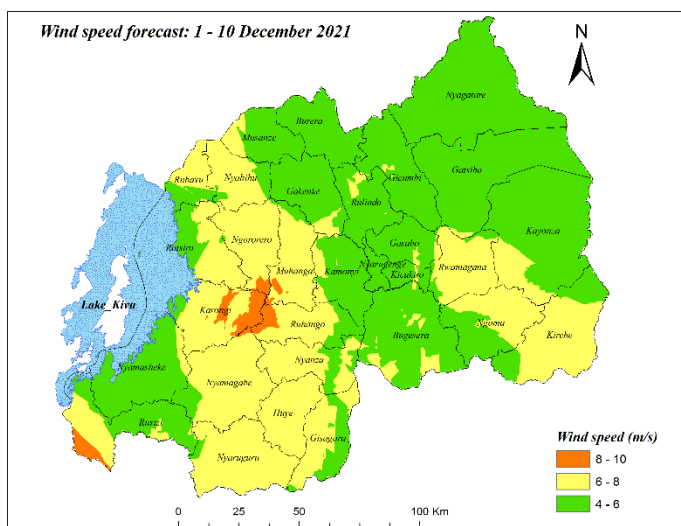 Wind speed forecast: 1 - 10 December 2021
N
Nyagatare
Burera
Musanze
Gicumbi
Gatsibo
Rubavu
Nyabihu
Gakenke
Rulindo
Kayonza
Rutsiro
Ngororero
Gasabo
Muhanga
Kamonyi
Nyarugenge
Kicukiro
Rwamagana
Lake_Kivu
Karongi
Ruhango
Bugesera
Ngoma
Kirehe
Nyamasheke
Nyanza
Nyamagabe
Huye
Rusizi
Gisagara
Nyaruguru
Wind speed (m/s)
8 - 10
6 - 8
4 - 6
0 25 50 100 Km